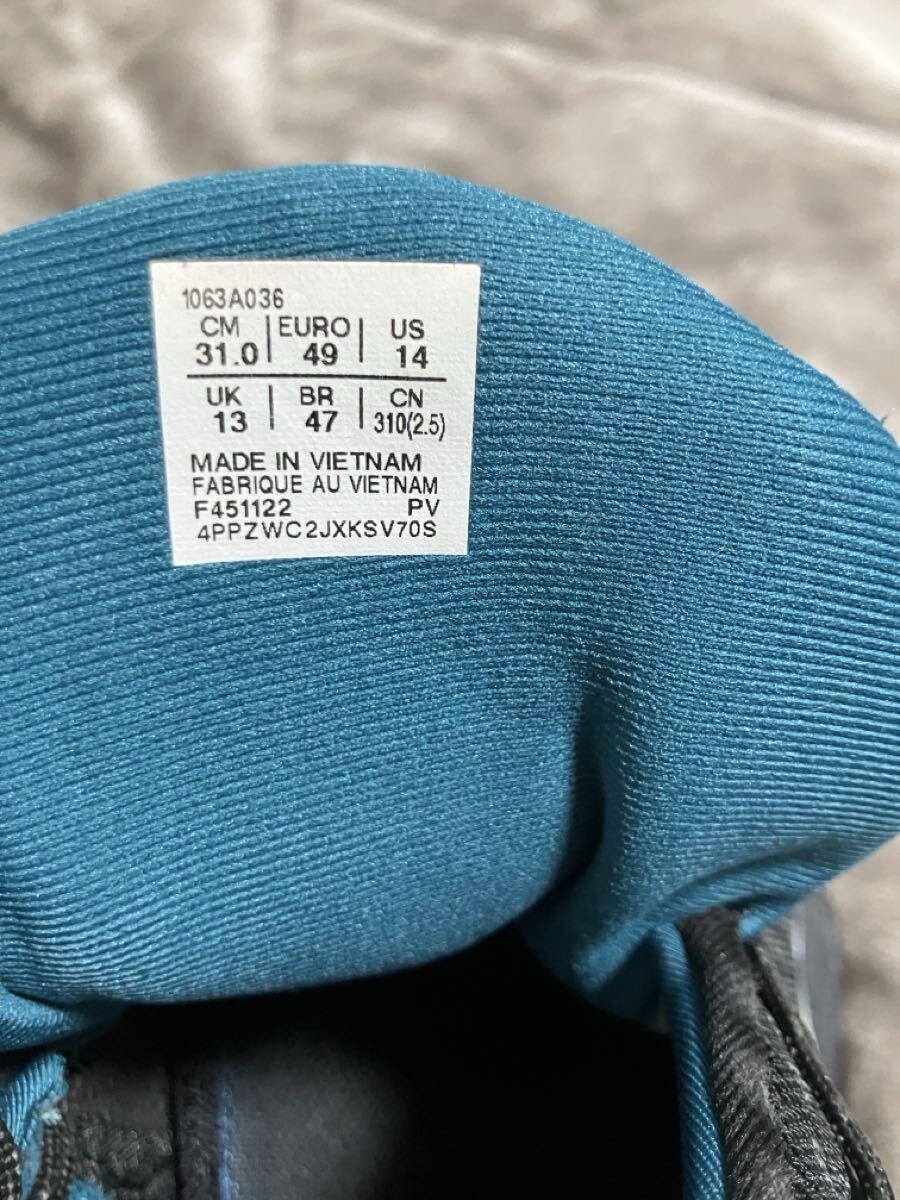 1063A036
CM EURO US
31.0 49 14
UK BR CN
13 47 310(2.5)
MADE IN VIETNAM
FABRIQUE AU VIETNAM
F451122 PV
4PPZWC2JXKSV70S